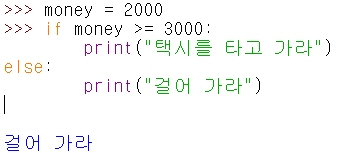 >>> money = 2000
>>> if money >= 3000:
        print("택시를 타고 가라")
else:
        print("걸어 가라")

걸어 가라